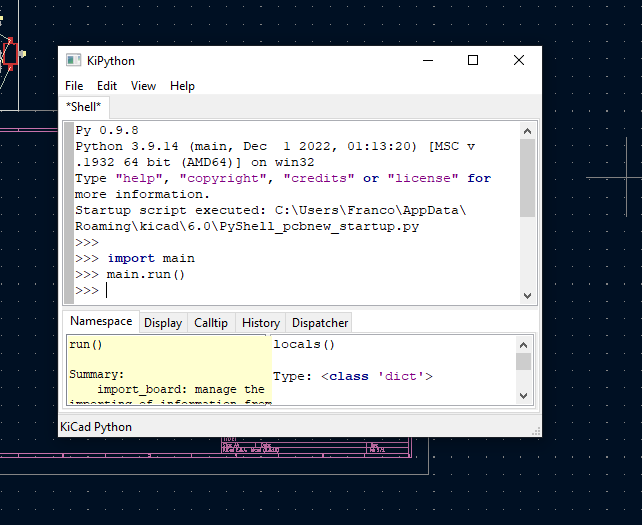 KiPython
File Edit View Help
*Shell*
Py 0.9.8
Python 3.9.14 (main, Dec  1 2022, 01:13:20) [MSC v
.1932 64 bit (AMD64)] on win32
Type "help", "copyright", "credits" or "license" for
more information.
Startup script executed: C:\Users\Franco\AppData\
Roaming\kicad\6.0\PyShell_pcbnew_startup.py
>>>
>>> import main
>>> main.run()
>>>
Namespace Display Calltip History Dispatcher
run()
Summary:
import_board: manage the
importing of information from
locals()
Type: <class 'dict'>
KiCad Python